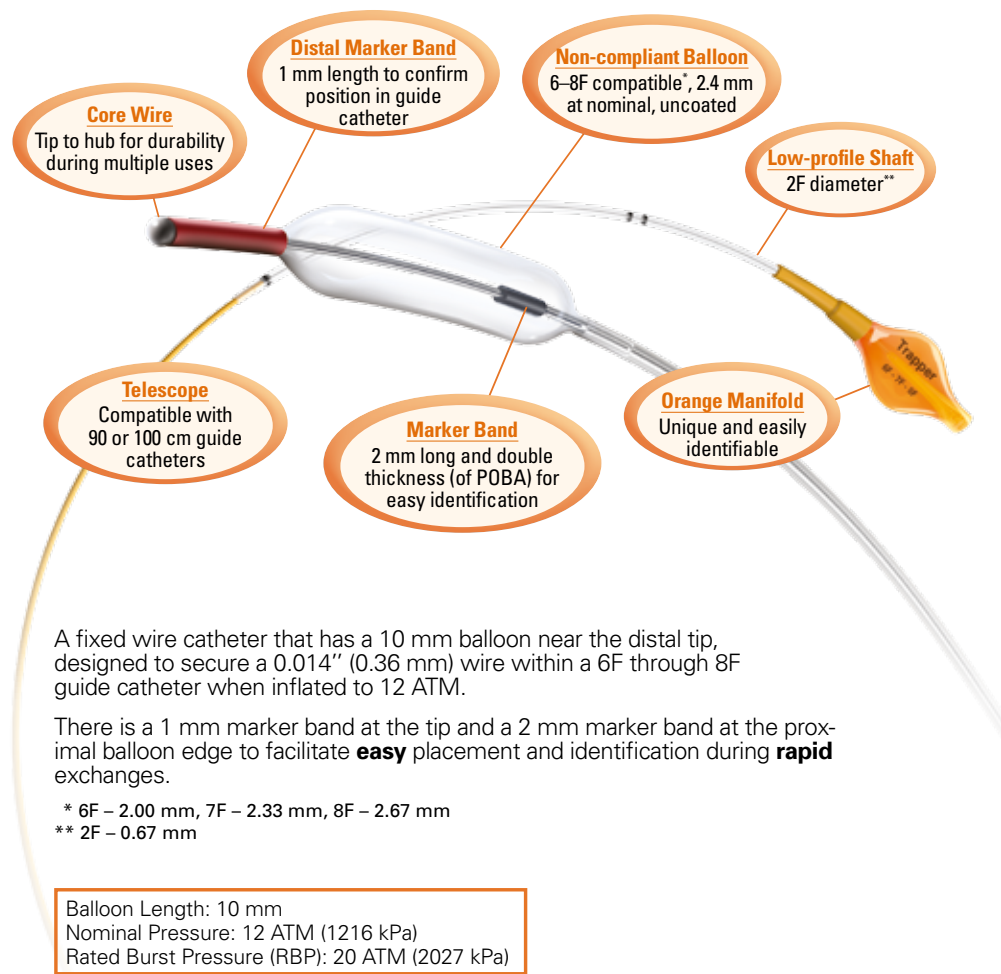 Distal Marker Band
1 mm length to confirm
position in guide
catheter
Non-compliant Balloon
6–8F compatible*, 2.4 mm
at nominal, uncoated
Core Wire
Tip to hub for durability
during multiple uses
Low-profile Shaft
2F diameter**
Trapper
6F - 7F - 8F
Telescope
Compatible with
90 or 100 cm guide
catheters
Marker Band
2 mm long and double
thickness (of POBA) for
easy identification
Orange Manifold
Unique and easily
identifiable
A fixed wire catheter that has a 10 mm balloon near the distal tip,
designed to secure a 0.014'' (0.36 mm) wire within a 6F through 8F
guide catheter when inflated to 12 ATM.
There is a 1 mm marker band at the tip and a 2 mm marker band at the prox-
imal balloon edge to facilitate easy placement and identification during rapid
exchanges.
* 6F – 2.00 mm, 7F – 2.33 mm, 8F – 2.67 mm
** 2F – 0.67 mm
Balloon Length: 10 mm
Nominal Pressure: 12 ATM (1216 kPa)
Rated Burst Pressure (RBP): 20 ATM (2027 kPa)